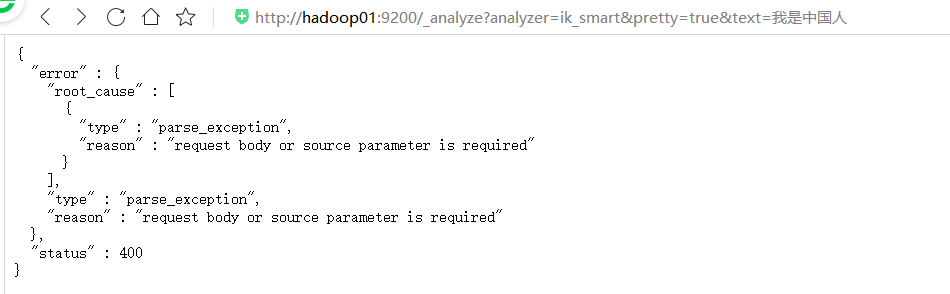 http://hadoop01:9200/_analyze?analyzer=ik_smart&pretty=true&text=我是中国人
{
  "error" : {
    "root_cause" : [
      {
        "type" : "parse_exception",
        "reason" : "request body or source parameter is required"
      }
    ],
    "type" : "parse_exception",
    "reason" : "request body or source parameter is required"
  },
  "status" : 400
}